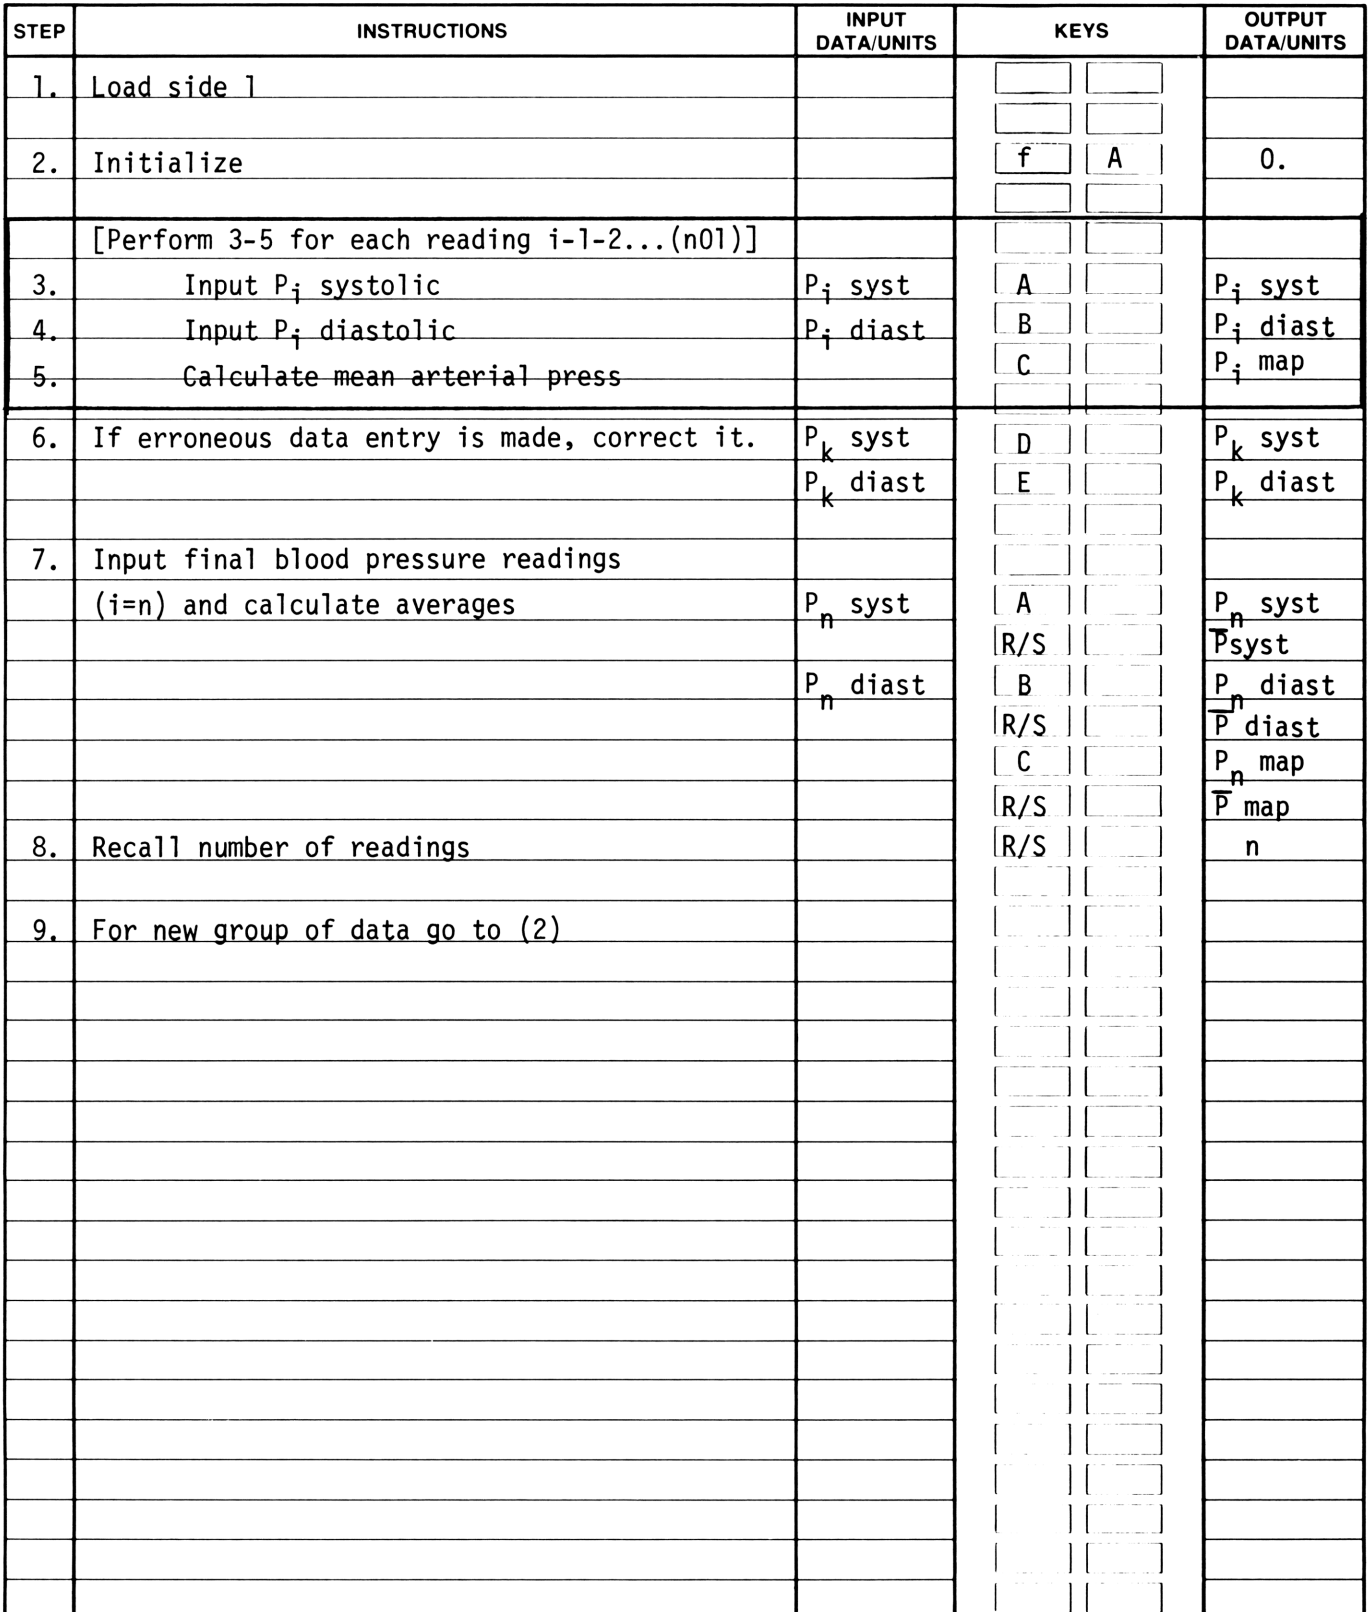 STEP INSTRUCTIONS INPUT DATA/UNITS KEYS OUTPUT DATA/UNITS
1. Load side 1
2. Initialize f A 0.
[Perform 3-5 for each reading i-1-2...(n01)]
3. Input Pi systolic Pi syst A Pi syst
4. Input Pi diastolic Pi diast B Pi diast
5. Calculate mean arterial press C Pi map
6. If erroneous data entry is made, correct it. Pk syst D Pk syst
Pk diast E Pk diast
7. Input final blood pressure readings
(i=n) and calculate averages Pn syst A Pn syst
R/S P̅syst
Pn diast B Pn diast
R/S P̅ diast
C Pn map
R/S P̅ map
8. Recall number of readings R/S n
9. For new group of data go to (2)